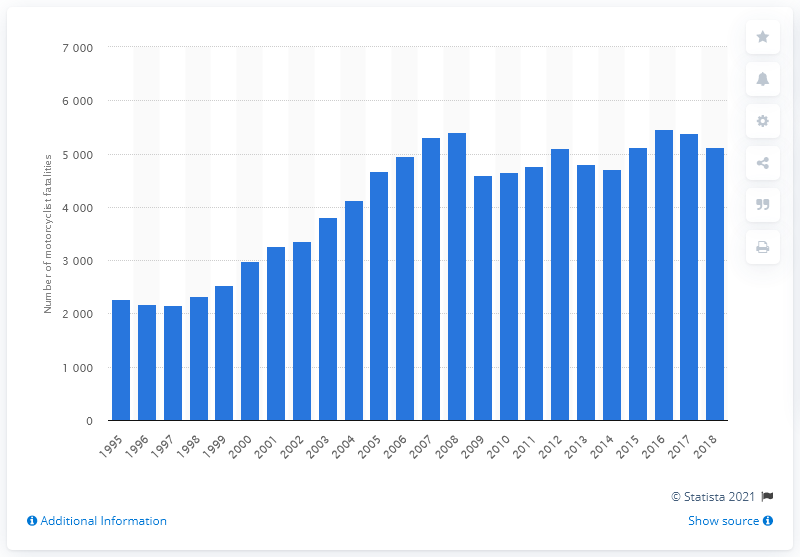 7 000
6 000
5 000
4 000
3 000
2 000
1 000
0
Number of motorcyclist fatalities
1995 1996 1997 1998 1999 2000 2001 2002 2003 2004 2005 2006 2007 2008 2009 2010 2011 2012 2013 2014 2015 2016 2017 2018
© Statista 2021
Additional Information
Show source